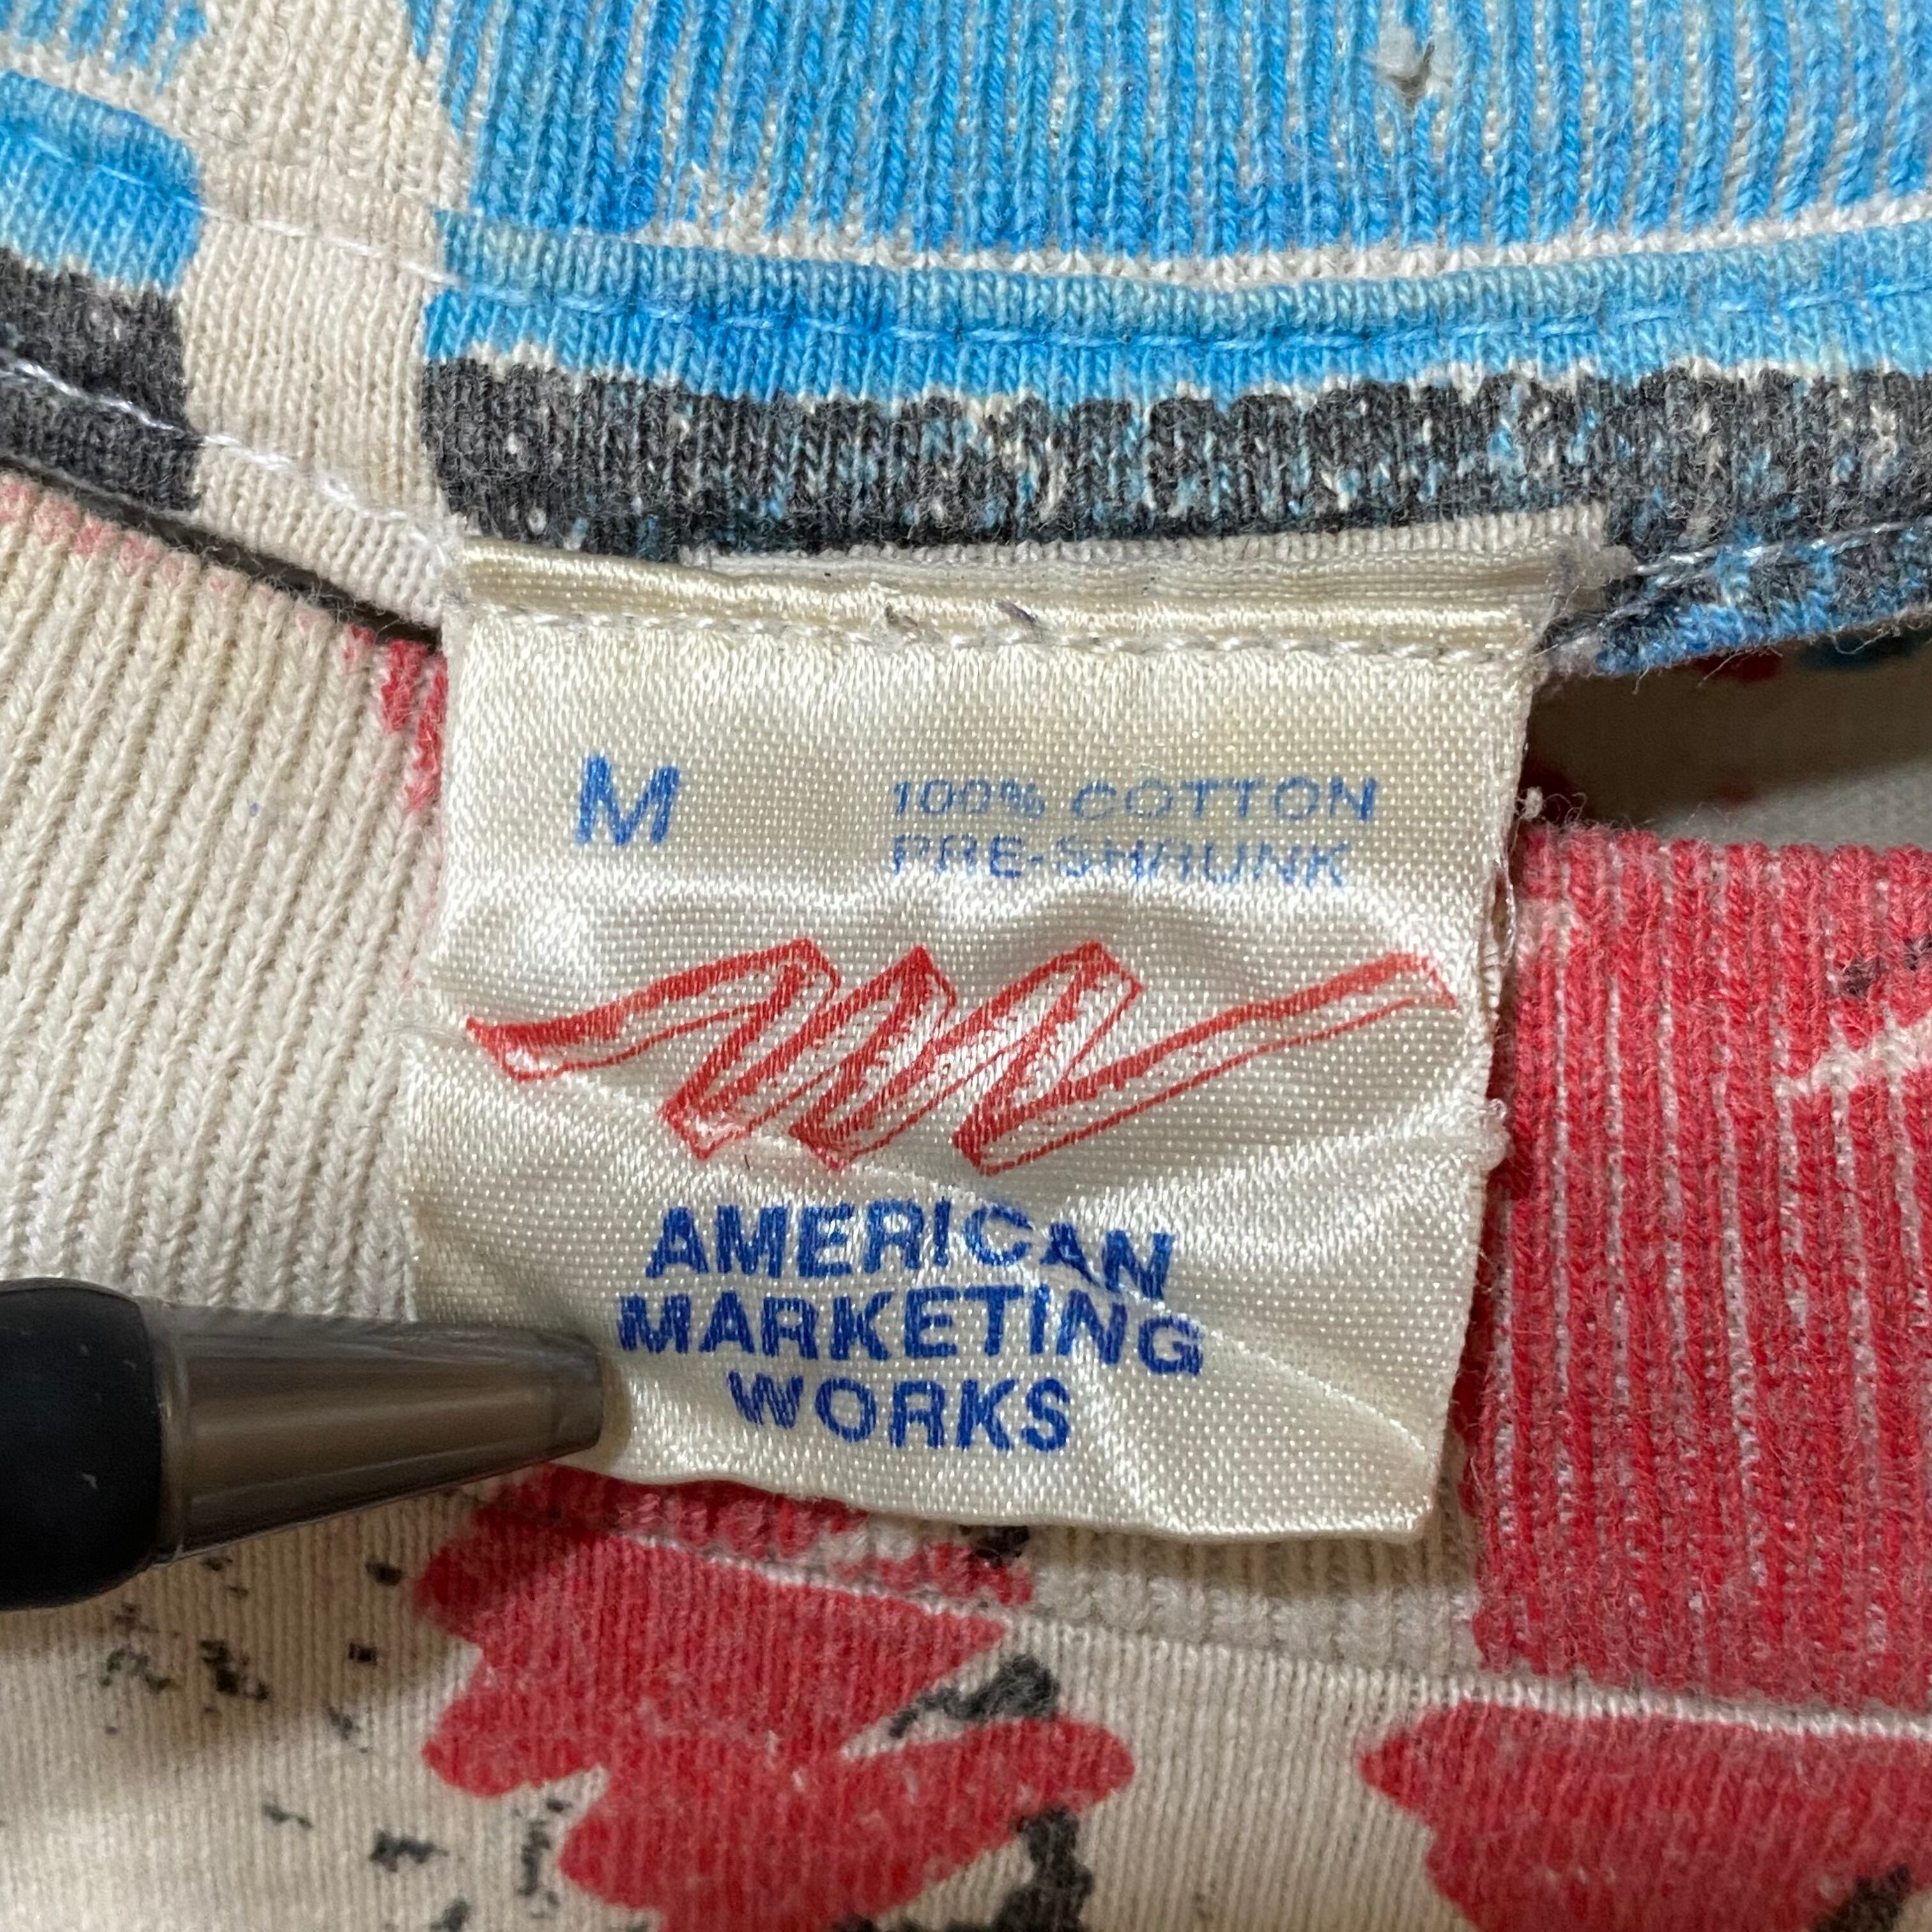 M 100% COTTON
PRE-SHRUNK
AMERICAN
MARKETING
WORKS